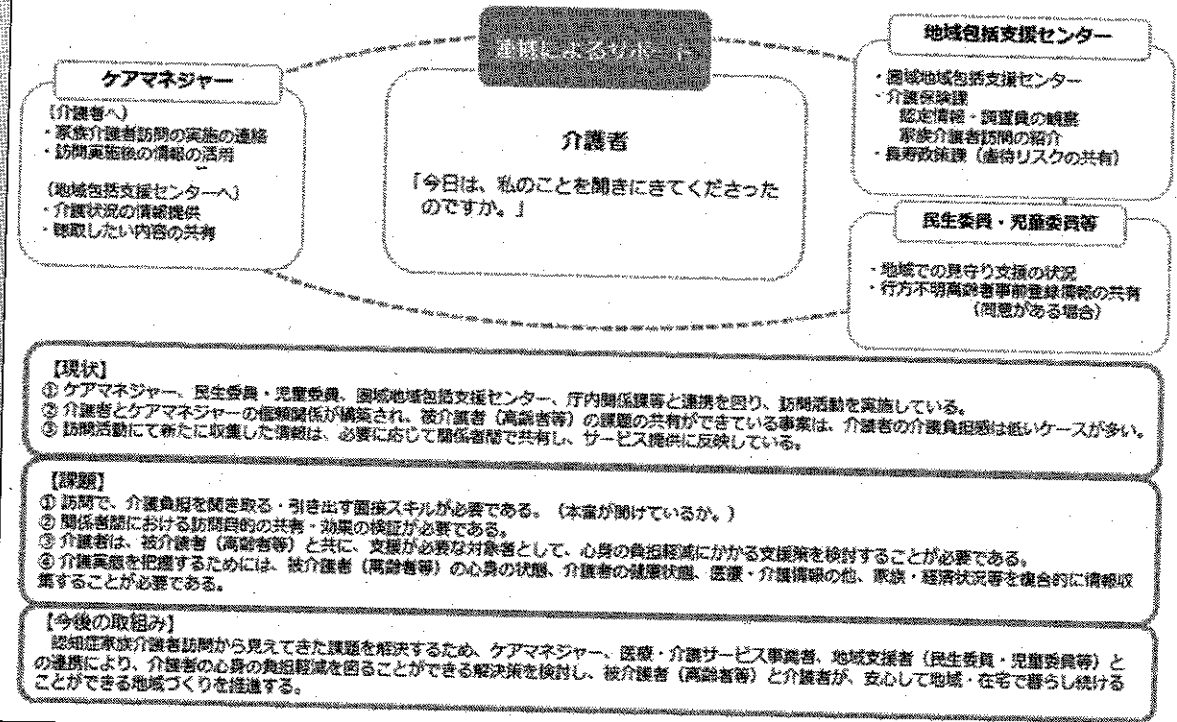 連携によるサポート
ケアマネジャー
(介護者へ)
・家族介護者訪問の実施の連絡
・訪問実施後の情報の活用
(地域包括支援センターへ)
・介護状況の情報提供
・聴取したい内容の共有
介護者
「今日は、私のことを聞きにきてくださった
のですか。」
地域包括支援センター
・圏域地域包括支援センター
・介護保険課
認定情報・調査員の観察
家族介護者訪問の紹介
・長寿政策課(虐待リスクの共有)
民生委員・児童委員等
・地域での見守り支援の状況
・行方不明高齢者事前登録情報の共有
(同意がある場合)
【現状】
① ケアマネジャー、民生委員・児童委員、圏域地域包括支援センター、庁内関係課等と連携を図り、訪問活動を実施している。
② 介護者とケアマネジャーの信頼関係が構築され、被介護者(高齢者等)の課題の共有ができている事業は、介護者の介護負担感は低いケースが多い。
③ 訪問活動にて新たに収集した情報は、必要に応じて関係者間で共有し、サービス提供に反映している。
【課題】
① 訪問で、介護負担を聞き取る・引き出す面接スキルが必要である。(本音が聞けているか。)
② 関係者間における訪問目的の共有・効果の検証が必要である。
③ 介護者は、被介護者(高齢者等)と共に、支援が必要な対象者として、心身の負担軽減にかかる支援策を検討することが必要である。
④ 介護実態を把握するためには、被介護者(高齢者等)の心身の状態、介護者の健康状態、医療・介護情報の他、家族・経済状況等を複合的に情報収
集することが必要である。
【今後の取組み】
認知症家族介護者訪問から見えてきた課題を解決するため、ケアマネジャー、医療・介護サービス事業者、地域支援者(民生委員・児童委員等)と
の連携により、介護者の心身の負担軽減を図ることができる解決策を検討し、被介護者(高齢者等)と介護者が、安心して地域・在宅で暮らし続ける
ことができる地域づくりを推進する。